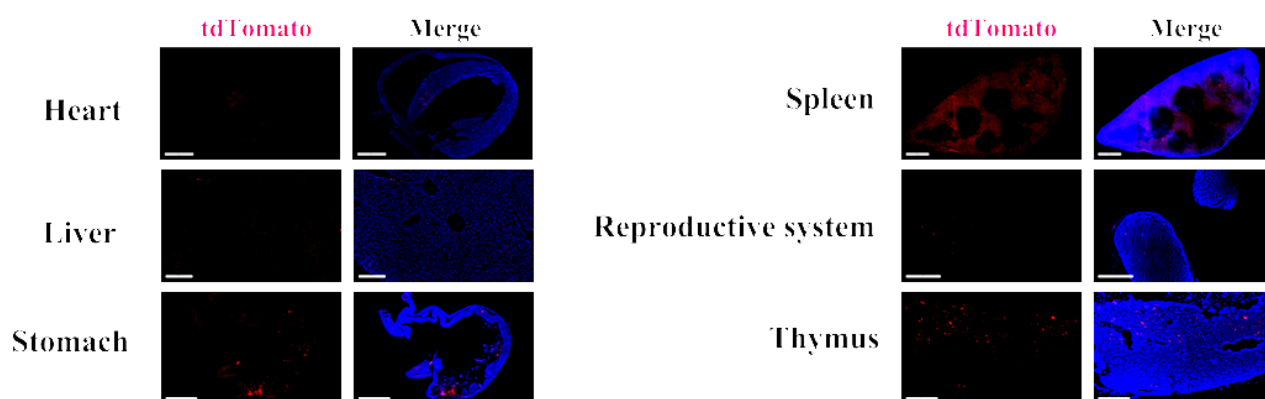 tdTomato Merge tdTomato Merge
Heart Spleen
Liver Reproductive system
Stomach Thymus